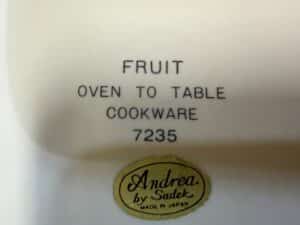 FRUIT
OVEN TO TABLE
COOKWARE
7235
Andrea
by Sadek
MADE IN JAPAN